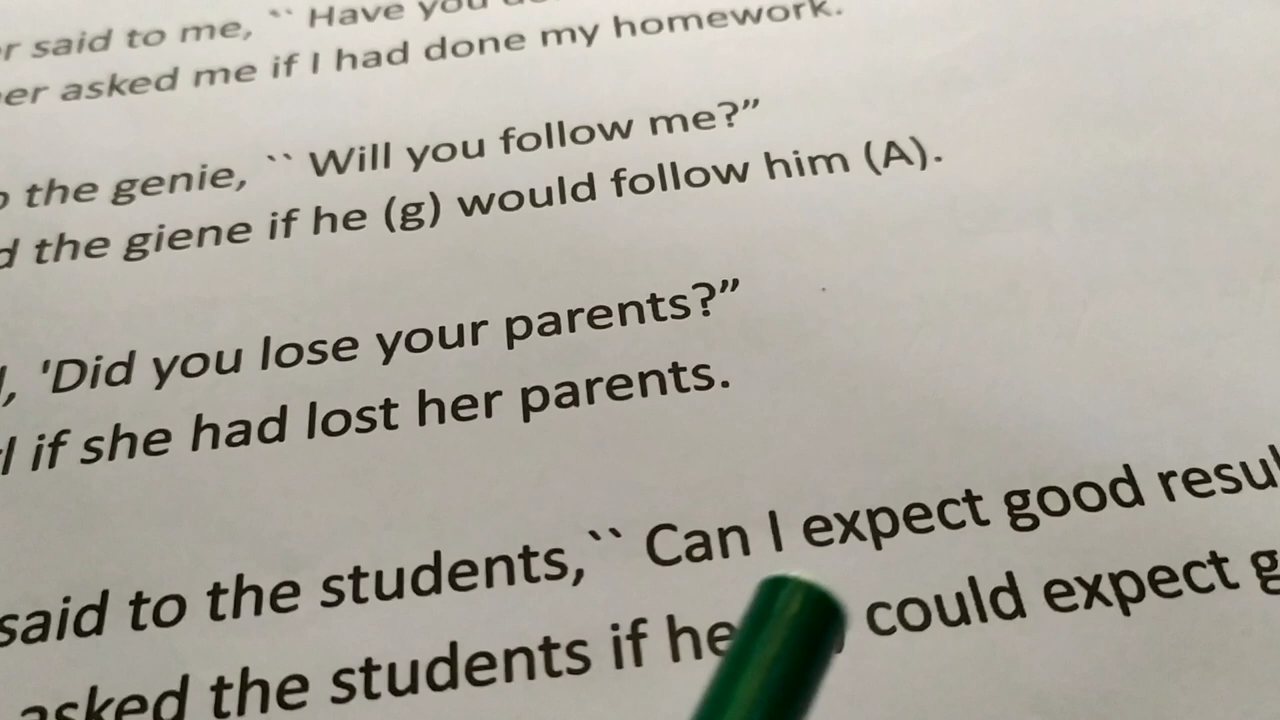 said to me, `` Have you
asked me if I had done my homework.
the genie, `` Will you follow me?”
the giene if he (g) would follow him (A).
'Did you lose your parents?”
if she had lost her parents.
said to the students,`` Can I expect good
asked the students if he could expect